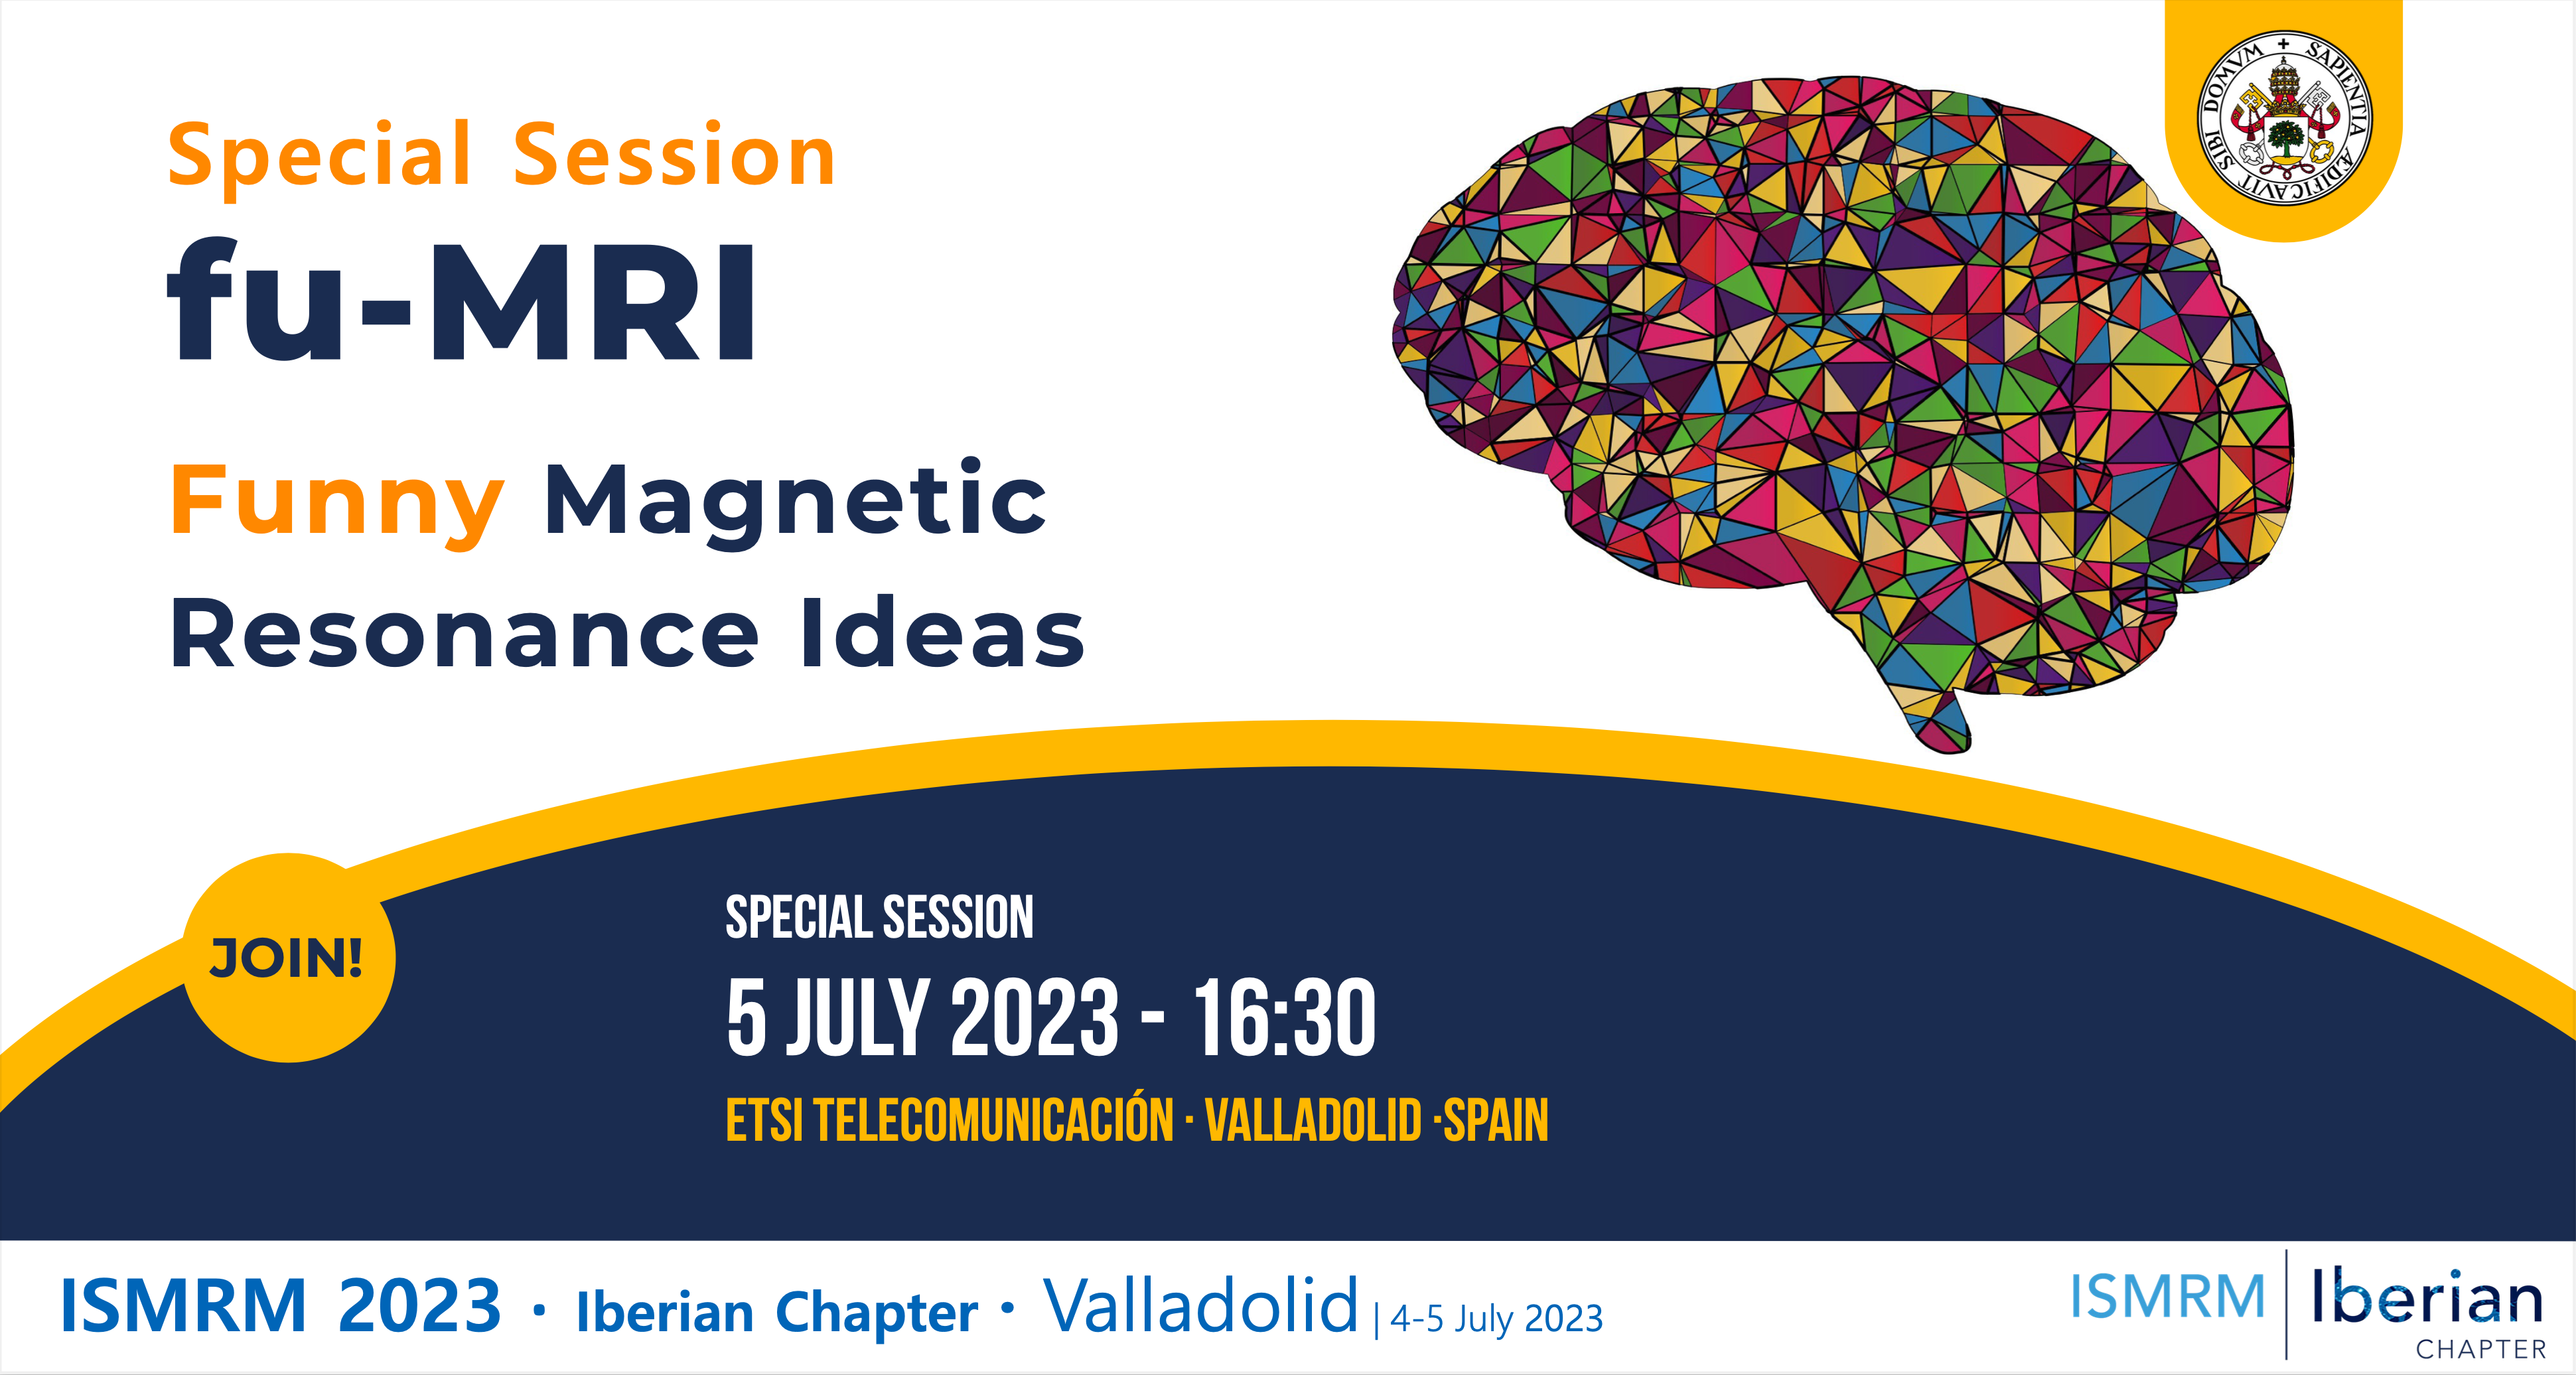 Special Session
fu-MRI
Funny Magnetic
Resonance Ideas
SAPIENTIA ÆDIFICAVIT SIBI DOMVM
JOIN!
SPECIAL SESSION
5 JULY 2023 - 16:30
ETSI TELECOMUNICACIÓN · VALLADOLID ·SPAIN
ISMRM 2023 · Iberian Chapter · Valladolid | 4-5 July 2023
ISMRM | Iberian
CHAPTER